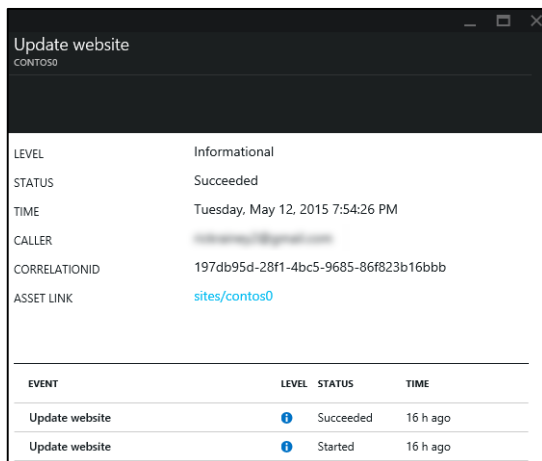 Update website
CONTOS0
LEVEL Informational
STATUS Succeeded
TIME Tuesday, May 12, 2015 7:54:26 PM
CALLER
CORRELATIONID 197db95d-28f1-4bc5-9685-86f823b16bbb
ASSET LINK sites/contos0
EVENT LEVEL STATUS TIME
Update website Succeeded 16 h ago
Update website Started 16 h ago